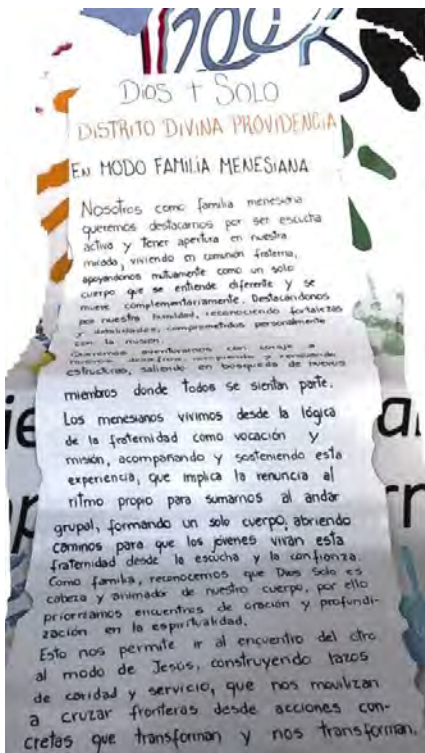 DIOS + SOLO
DISTRITO DIVINA PROVIDENCIA
EN MODO FAMILIA MENESIANA
Nosotros como familia menesiana
queremos destacarnos por ser escucha
activa y tener apertura en nuestra
mirada, viviendo en comunión fraterna,
apoyándonos mutuamente como un solo
cuerpo que se entiende diferente y se
mueve complementariamente. Destacándonos
por nuestra humildad, reconociendo fortalezas
y debilidades, comprometidos personalmente
con la misión.
Queremos aventurarnos con coraje a
nuevos desafíos, rompiendo y renovando
estructuras, saliendo en búsqueda de nuevos
miembros donde todos se sientan parte.
Los menesianos vivimos desde la lógica
de la fraternidad como vocación y
misión, acompañando y sosteniendo esta
experiencia, que implica la renuncia al
ritmo propio para sumarnos al andar
grupal, formando un solo cuerpo, abriendo
caminos para que los jóvenes vivan esta
fraternidad desde la escucha y la confianza.
Como familia, reconocemos que Dios Solo es
cabeza y animador de nuestro cuerpo, por ello
priorizamos encuentros de oración y profundi-
zación en la espiritualidad.
Esto nos permite ir al encuentro del otro
al modo de Jesús, construyendo lazos
de caridad y servicio, que nos movilizan
a cruzar fronteras desde acciones con-
cretas que transforman y nos transforman.